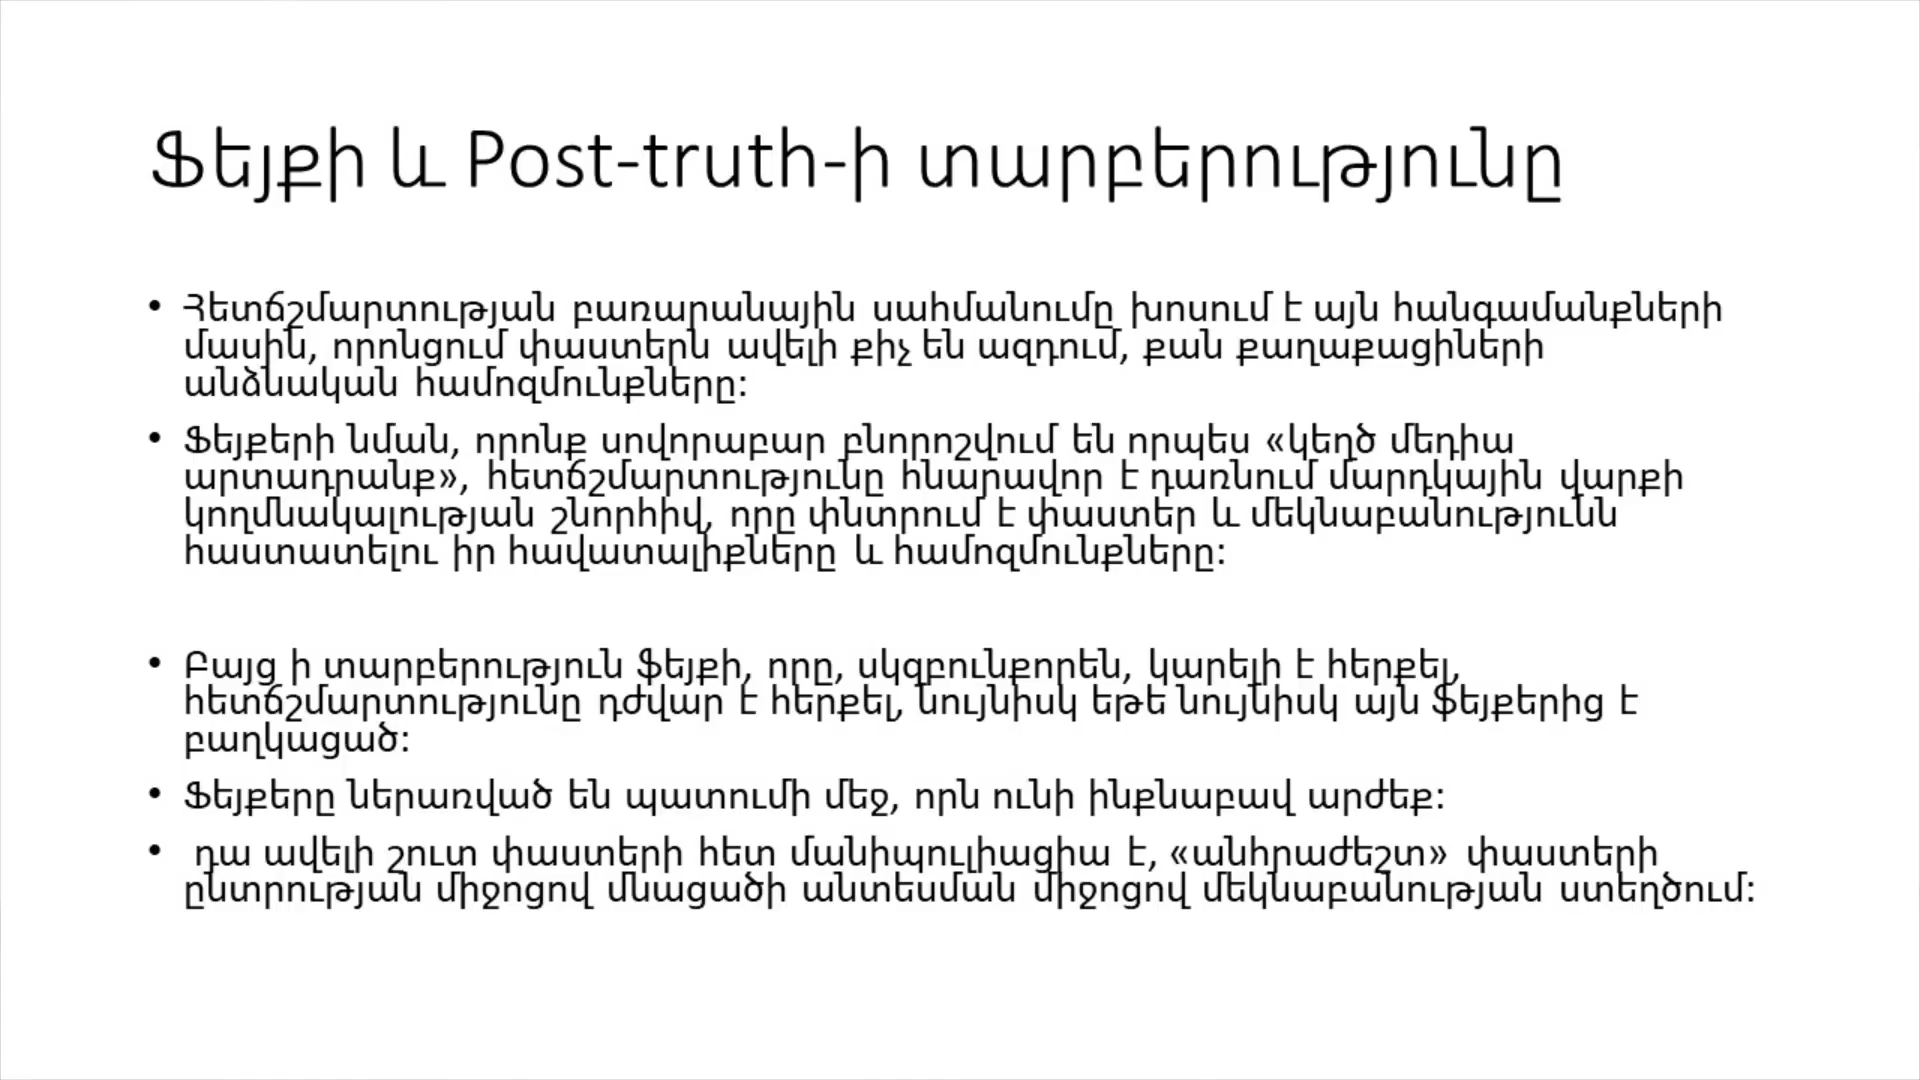 Ֆեյքի և Post-truth-ի տարբերությունը
• Հետճշմարտության բառարանային սահմանումը խոսում է այն հանգամանքների
մասին, որոնցում փաստերն ավելի քիչ են ազդում, քան քաղաքացիների
անձնական համոզմունքները:
• Ֆեյքերի նման, որոնք սովորաբար բնորոշվում են որպես «կեղծ մեդիա
արտադրանք», հետճշմարտությունը հնարավոր է դառնում մարդկային վարքի
կողմնակալության շնորհիվ, որը փնտրում է փաստեր և մեկնաբանությունն
հաստատելու իր հավատալիքները և համոզմունքները:
• Բայց ի տարբերություն ֆեյքի, որը, սկզբունքորեն, կարելի է հերքել,
հետճշմարտությունը դժվար է հերքել, նույնիսկ եթե նույնիսկ այն ֆեյքերից է
բաղկացած:
• Ֆեյքերը ներառված են պատումի մեջ, որն ունի ինքնաբավ արժեք:
• դա ավելի շուտ փաստերի հետ մանիպուլիացիա է, «անհրաժեշտ» փաստերի
ընտրության միջոցով մնացածի անտեսման միջոցով մեկնաբանության ստեղծում: